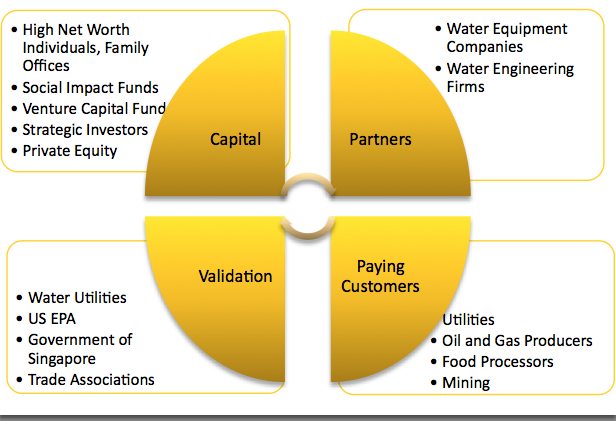 • High Net Worth
Individuals, Family
Offices
• Social Impact Funds
• Venture Capital Fund
• Strategic Investors
• Private Equity
Capital
• Water Equipment
Companies
• Water Engineering
Firms
Partners
Validation
• Water Utilities
• US EPA
• Government of
Singapore
• Trade Associations
Paying
Customers
Utilities
• Oil and Gas Producers
• Food Processors
• Mining